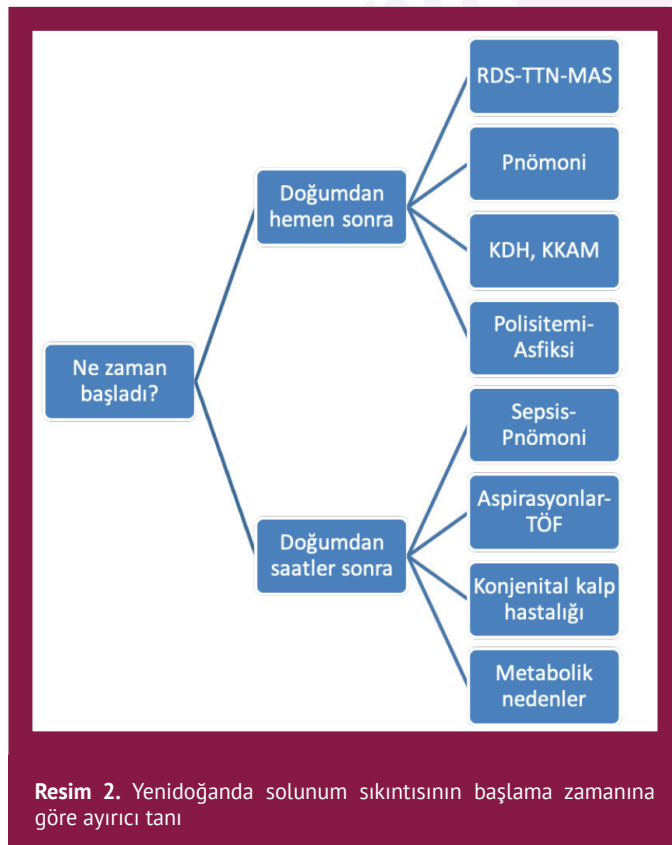 Ne zaman
başladı?
Doğumdan
hemen sonra
RDS-TTN-MAS
Pnömoni
KDH, KKAM
Polisitemi-
Asfiksi
Doğumdan
saatler sonra
Sepsis-
Pnömoni
Aspirasyonlar-
TÖF
Konjenital kalp
hastalığı
Metabolik
nedenler
Resim 2. Yenidoğanda solunum sıkıntısının başlama zamanına
göre ayırıcı tanı